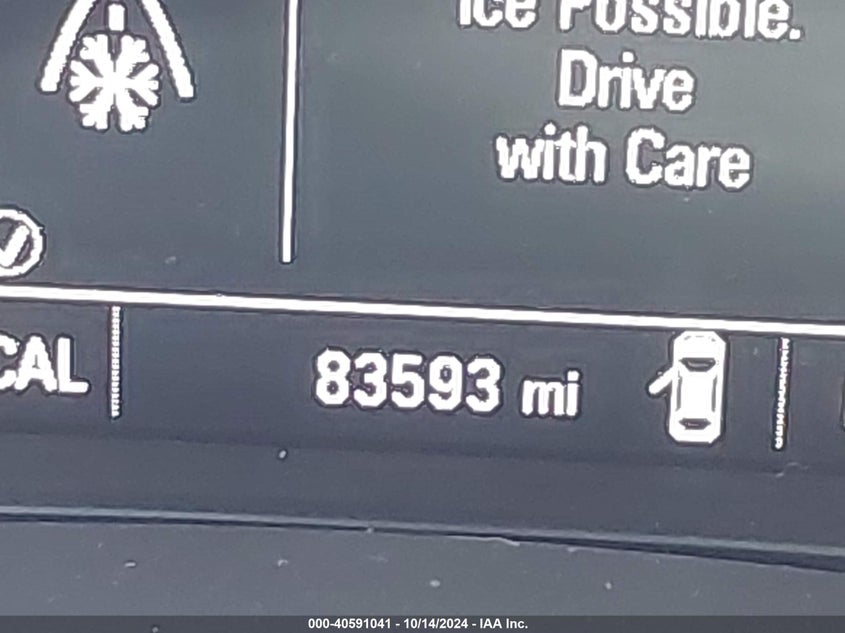 Ice Possible.
Drive
with Care
CAL
83593 mi
000-40591041 - 10/14/2024 - IAA Inc.